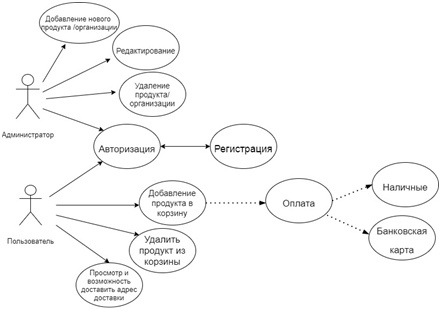 Добавление нового
продукта /организации
Редактирование
Удаление
продукта/
организации
Администратор
Авторизация
Регистрация
Пользователь
Добавление
продукта в
корзину
Оплата
Наличные
Банковская
карта
Удалить
продукт из
корзины
Просмотр и
возможность
доставить адрес
доставки